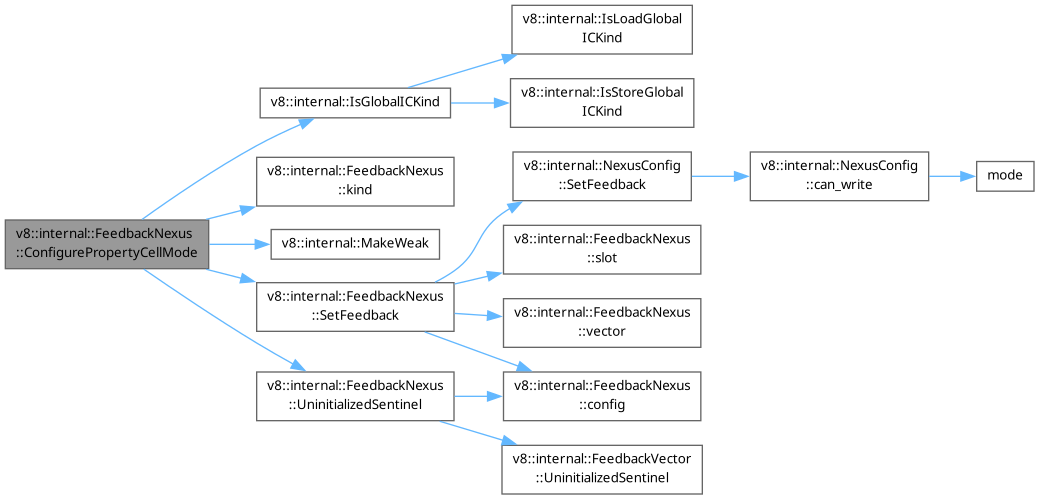 v8::internal::FeedbackNexus
::ConfigurePropertyCellMode
v8::internal::IsGlobalICKind
v8::internal::IsLoadGlobal
ICKind
v8::internal::IsStoreGlobal
ICKind
v8::internal::FeedbackNexus
::kind
v8::internal::MakeWeak
v8::internal::FeedbackNexus
::SetFeedback
v8::internal::NexusConfig
::SetFeedback
v8::internal::NexusConfig
::can_write
mode
v8::internal::FeedbackNexus
::slot
v8::internal::FeedbackNexus
::vector
v8::internal::FeedbackNexus
::config
v8::internal::FeedbackNexus
::UninitializedSentinel
v8::internal::FeedbackVector
::UninitializedSentinel